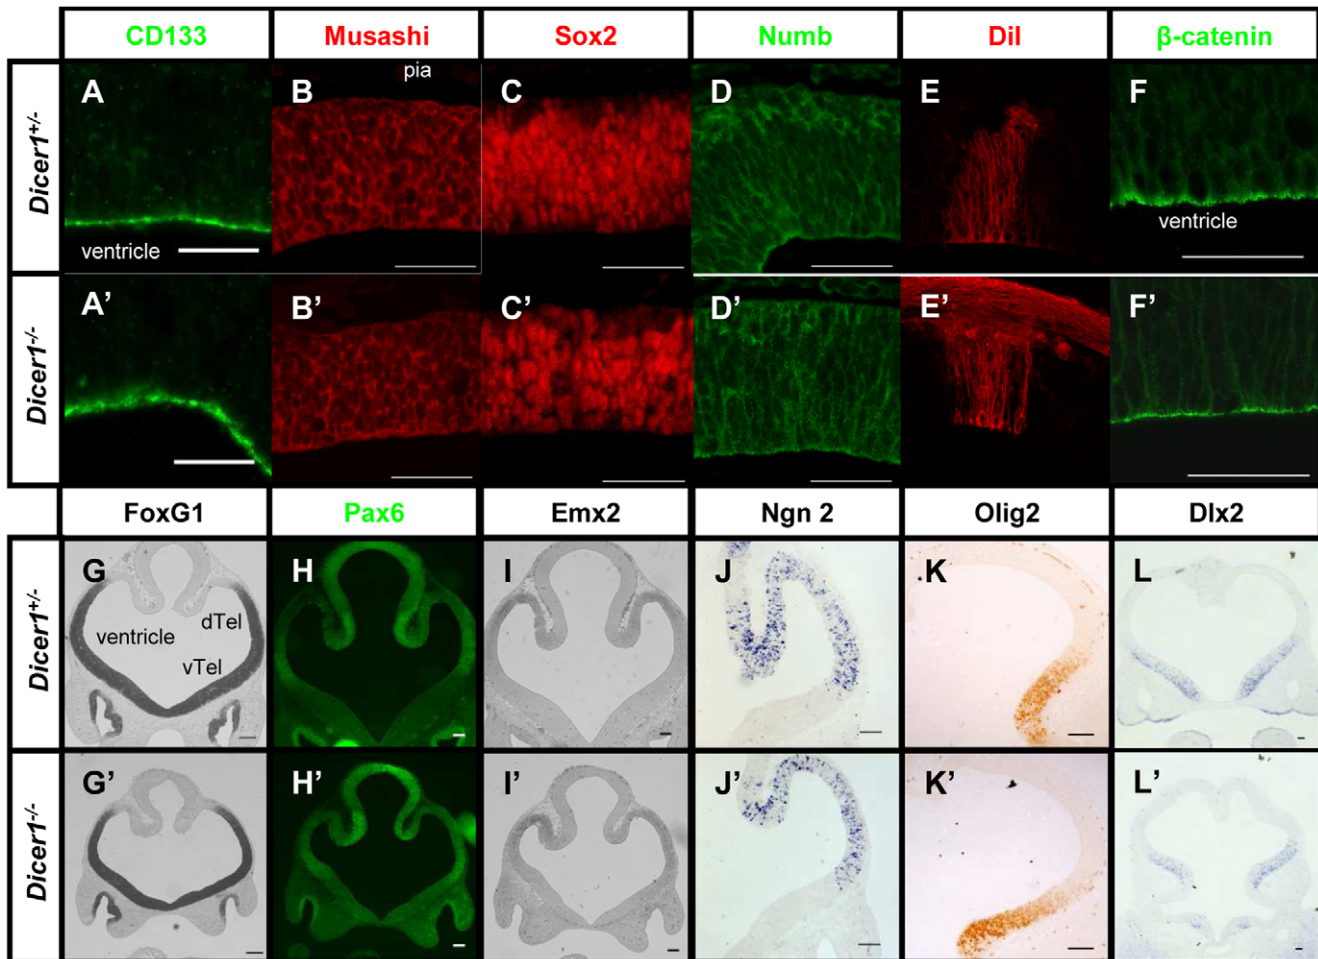 CD133 Musashi Sox2 Numb DiI β-catenin
Dicer1+/-
A B pia C D E F
ventricle ventricle
Dicer1-/-
A’ B’ C’ D’ E’ F’
FoxG1 Pax6 Emx2 Ngn 2 Olig2 Dlx2
Dicer1+/-
G H I J K L
ventricle dTel
vTel
Dicer1-/-
G’ H’ I’ J’ K’ L’